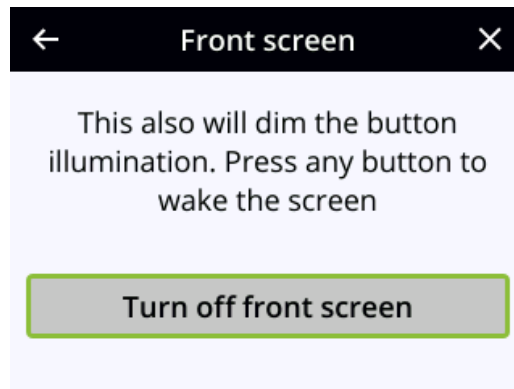 Front screen
This also will dim the button
illumination. Press any button to
wake the screen
Turn off front screen